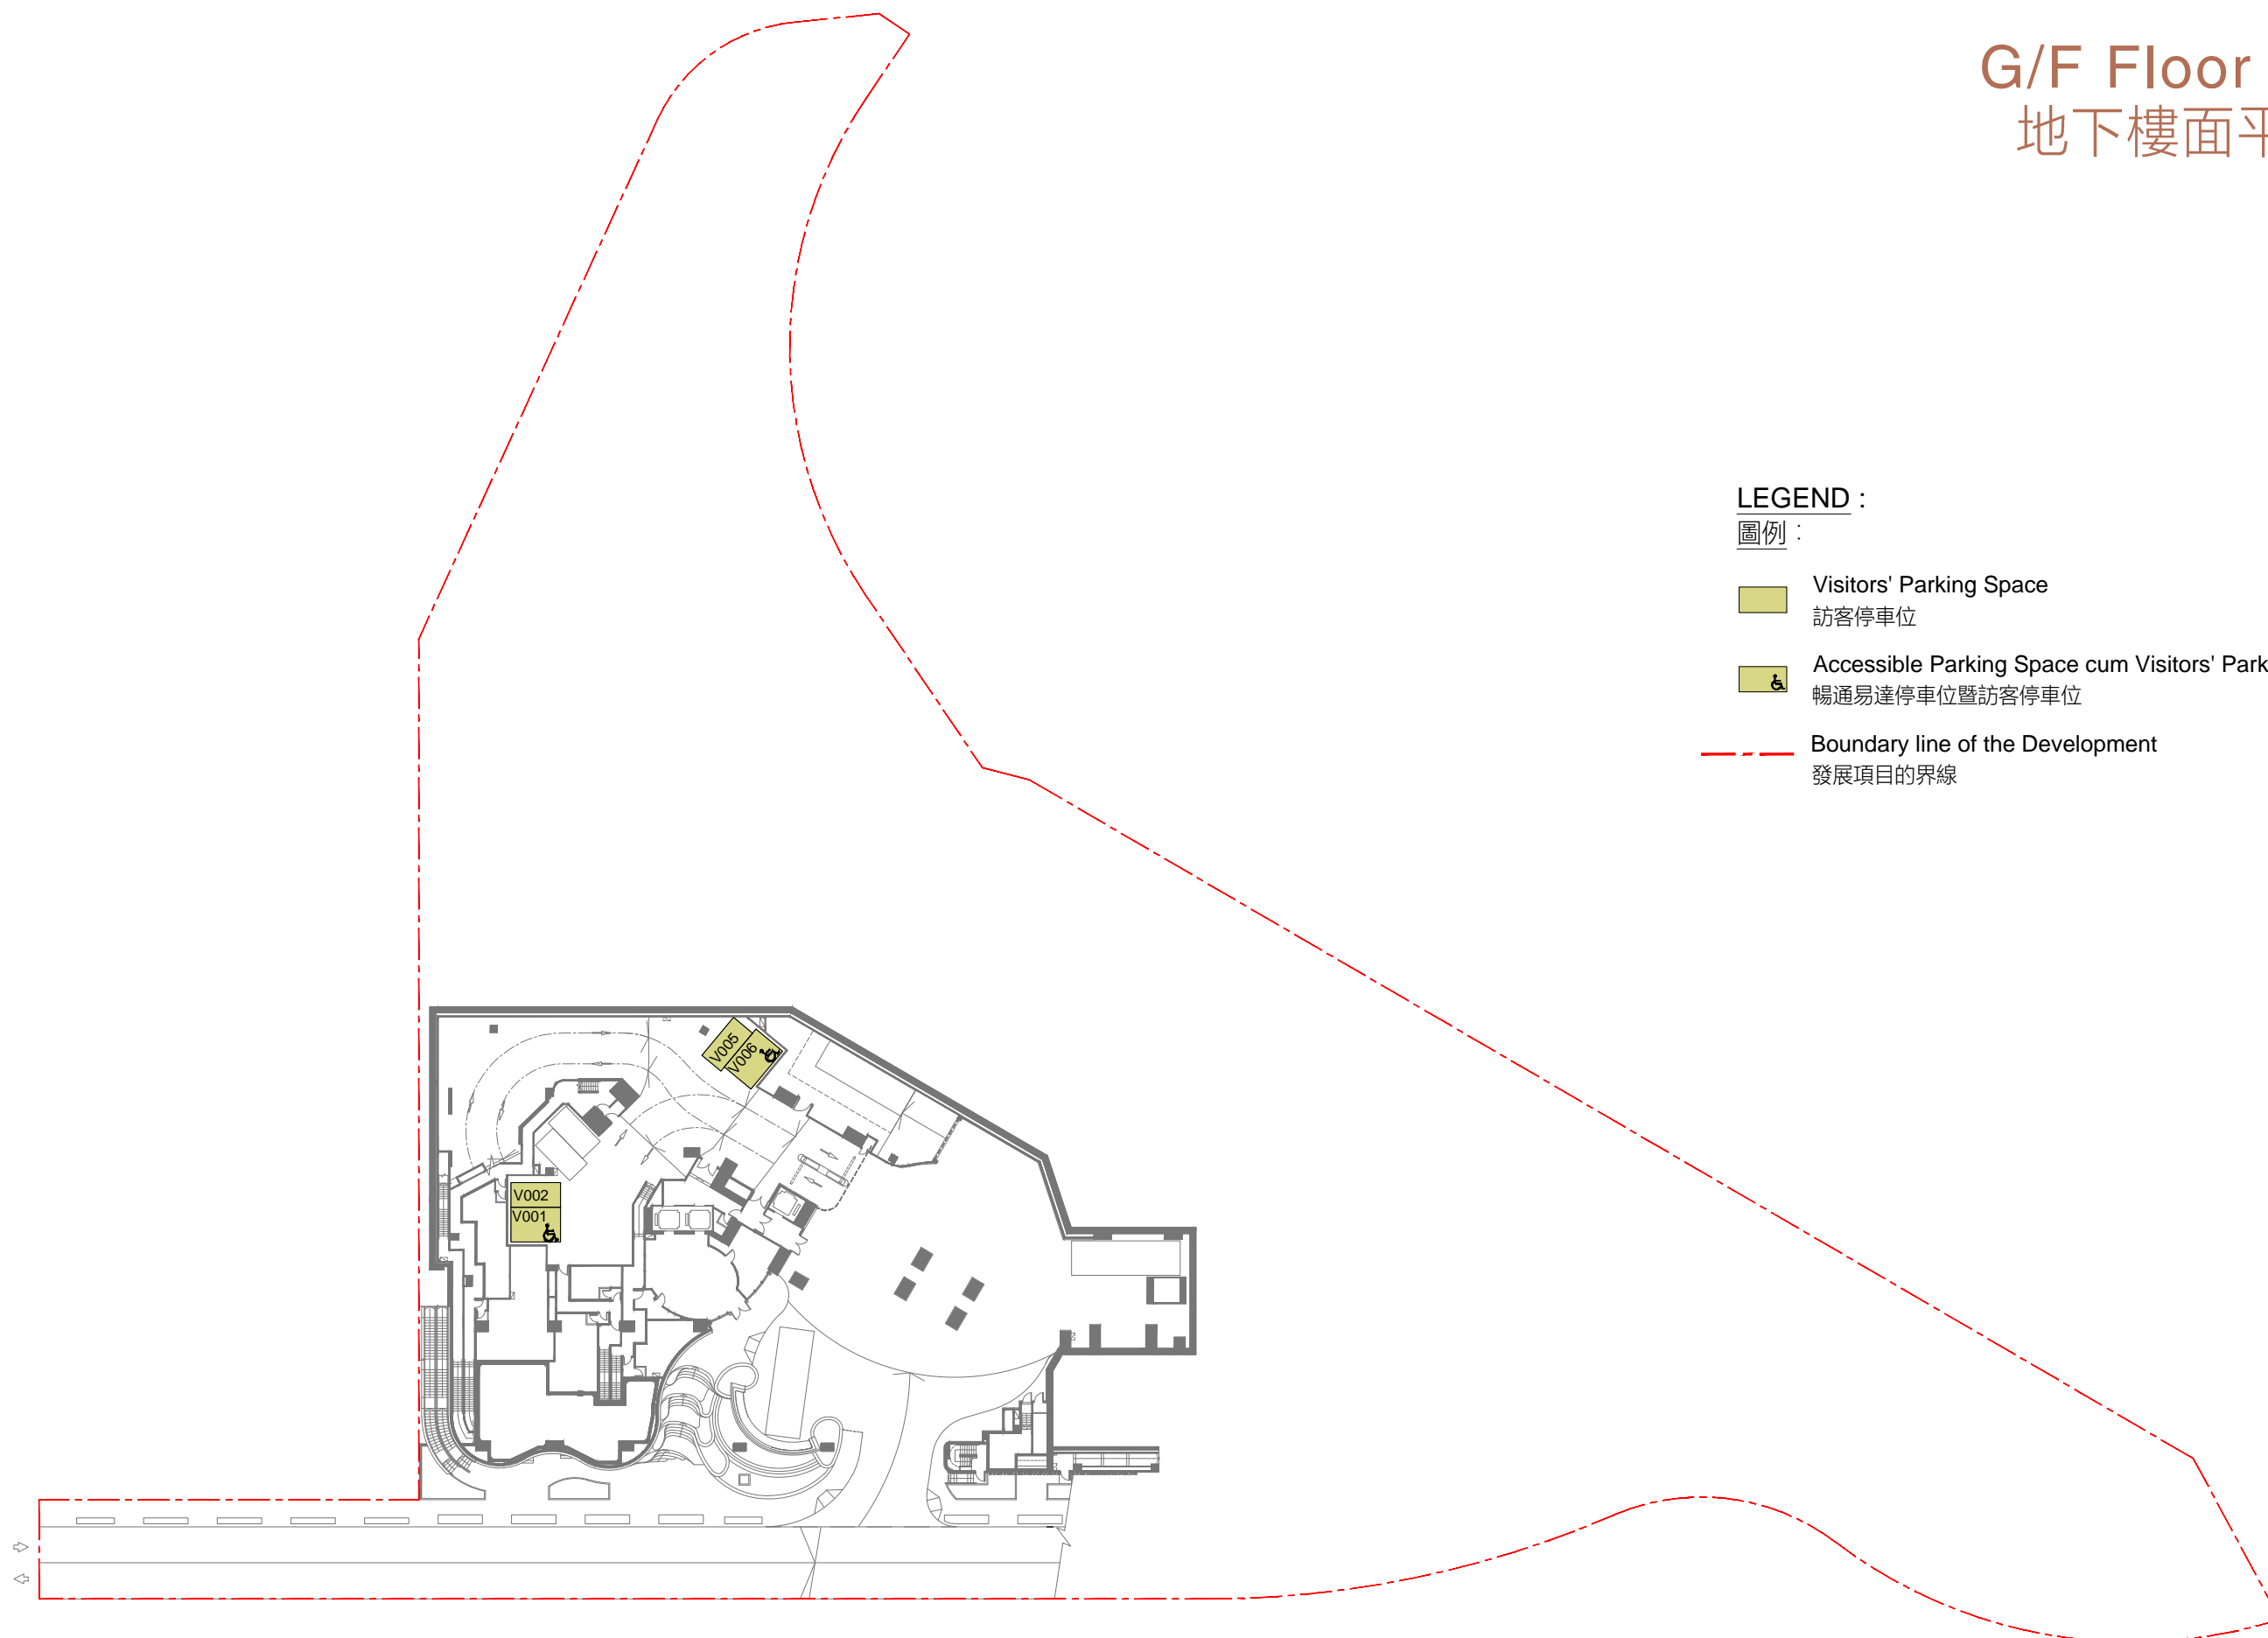 G/F Floor
地下樓面平
LEGEND :
圖例 :
Visitors' Parking Space
訪客停車位
Accessible Parking Space cum Visitors' Park
暢通易達停車位暨訪客停車位
Boundary line of the Development
發展項目的界線
V005
V006
V002
V001